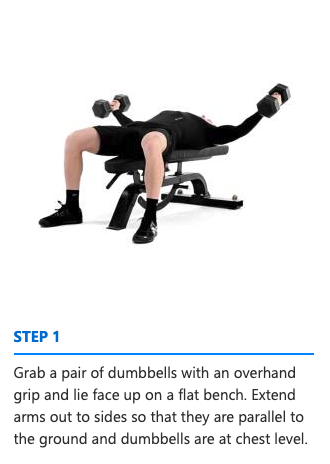 STEP 1
Grab a pair of dumbbells with an overhand
grip and lie face up on a flat bench. Extend
arms out to sides so that they are parallel to
the ground and dumbbells are at chest level.